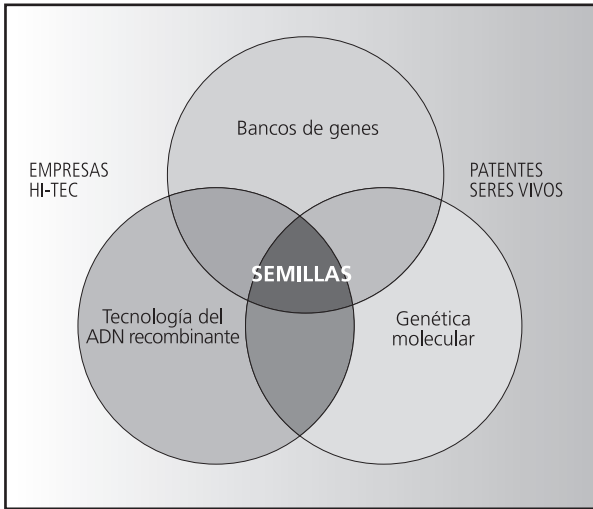 Bancos de genes
EMPRESAS
HI-TEC
PATENTES
SERES VIVOS
SEMILLAS
Tecnología del
ADN recombinante
Genética
molecular